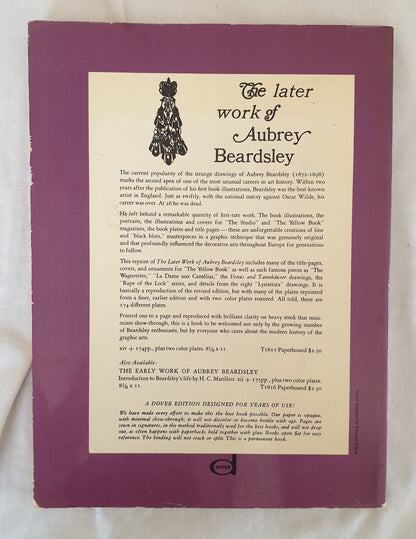 The later
work of
Aubrey
Beardsley
The current popularity of the strange drawings of Aubrey Beardsley (1872-1898)
marks the second apex of one of the most unusual careers in art history. Within two
years after the publication of his first book illustrations, Beardsley was the best-known
artist in England. Just as swiftly, with the national outcry against Oscar Wilde, his
career was over. At 26 he was dead.
He left behind a remarkable quantity of first-rate work. The book illustrations, the
portraits, the illustrations and covers for "The Studio" and "The Yellow Book"
magazines, the book plates and title pages — these are unforgettable creations of line
and "black blots," masterpieces in a graphic technique that was genuinely original
and that profoundly influenced the decorative arts throughout Europe for generations
to follow.
This reprint of The Later Work of Aubrey Beardsley includes many of the title-pages,
covers, and ornaments for "The Yellow Book" as well as such famous pieces as "The
Wagnerites," "La Dame aux Camélias," the Venus and Tannhäuser drawings, the
"Rape of the Lock" series, and details from the eight "Lysistrata" drawings. It is
basically a reproduction of the revised edition, but with many of the plates reprinted
from a finer, earlier edition and with two color plates restored. All told, there are
174 different plates.
Printed one to a page and reproduced with brilliant clarity on heavy stock that mini-
mizes show-through, this is a book to be welcomed not only by the growing number
of Beardsley enthusiasts, but by everyone who cares about the modern history of the
graphic arts.
xiv + 174pp., plus two color plates. 8⅛ x 11. T1817 Paperbound $2.50
Also Available:
THE EARLY WORK OF AUBREY BEARDSLEY
Introduction to Beardsley's life by H. C. Marillier. xii + 175pp., plus two color plates.
8⅛ x 11. T1816 Paperbound $2.50
A DOVER EDITION DESIGNED FOR YEARS OF USE!
We have made every effort to make this the best book possible. Our paper is opaque,
with minimal show-through; it will not discolor or become brittle with age. Pages are
sewn in signatures, in the method traditionally used for the best books, and will not drop
out, as often happens with paperbacks held together with glue. Books open flat for easy
reference. The binding will not crack or split. This is a permanent book.
DOVER